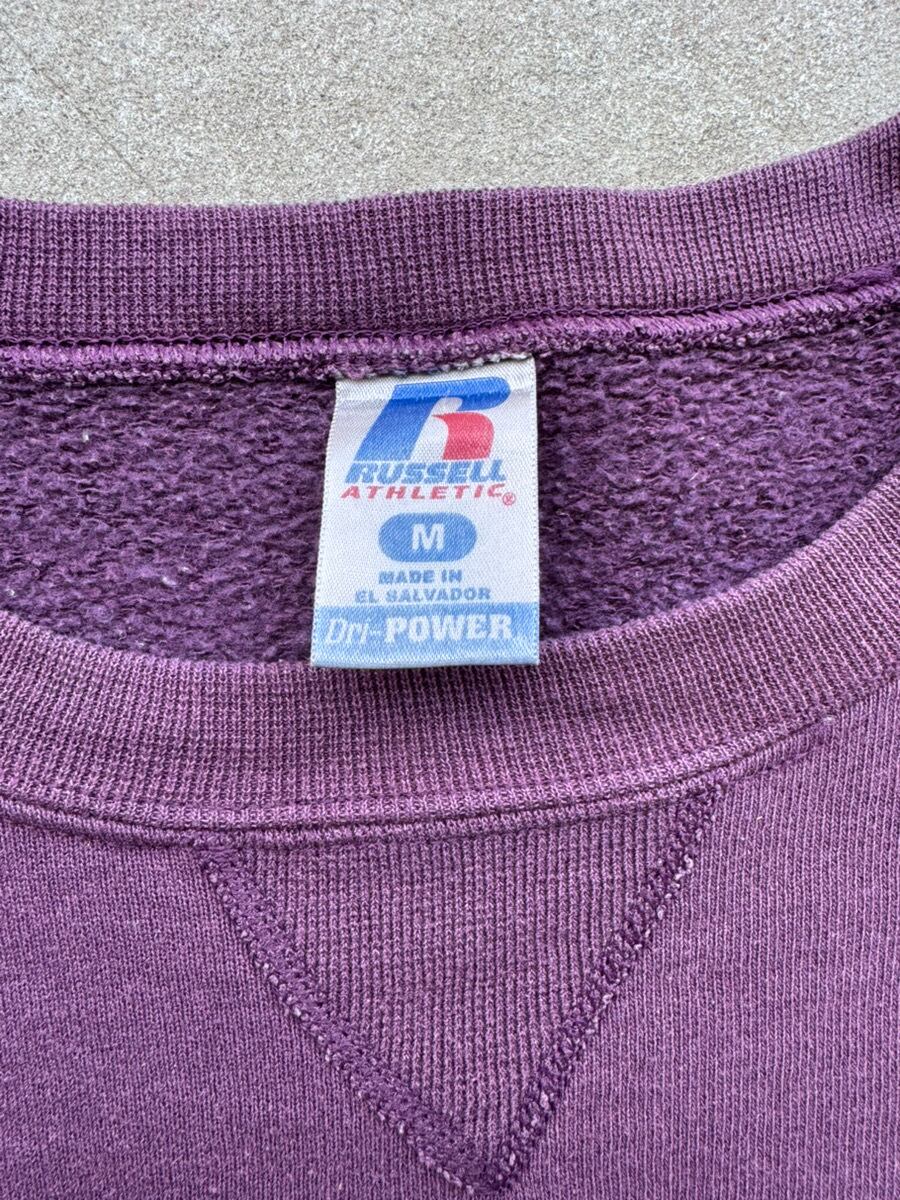 R
RUSSELL
ATHLETIC®
M
MADE IN
EL SALVADOR
Dri-POWER